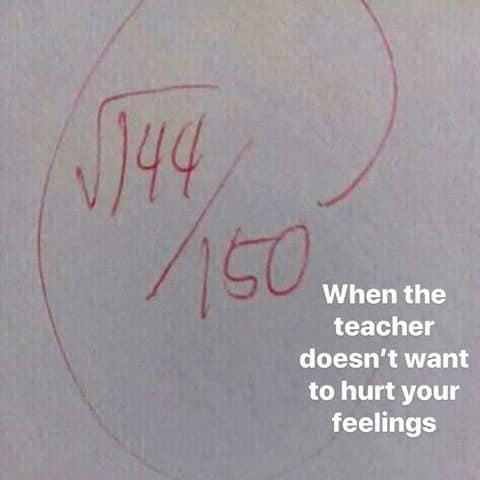 √144
/150
When the
teacher
doesn't want
to hurt your
feelings